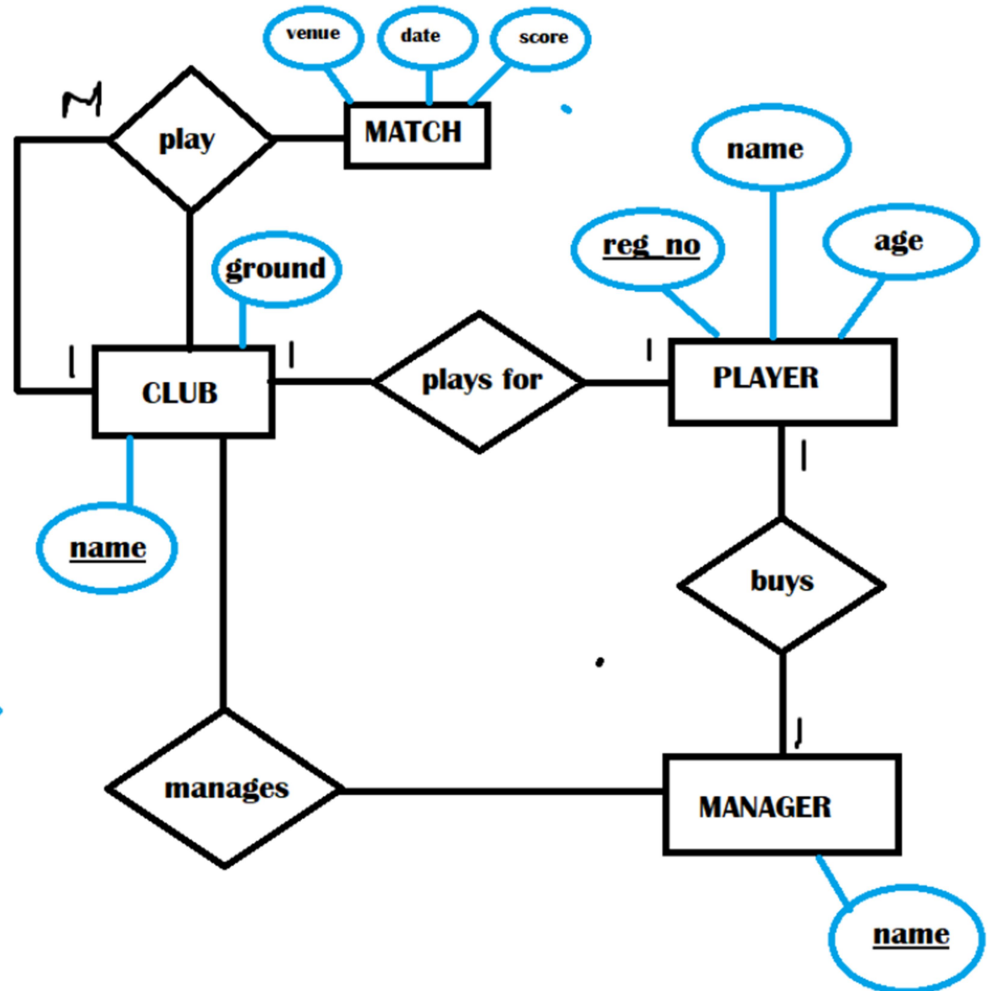 venue date score
M
play
MATCH
name
reg_no
age
ground
1
1
1
CLUB
plays for
PLAYER
1
name
buys
1
manages
MANAGER
name